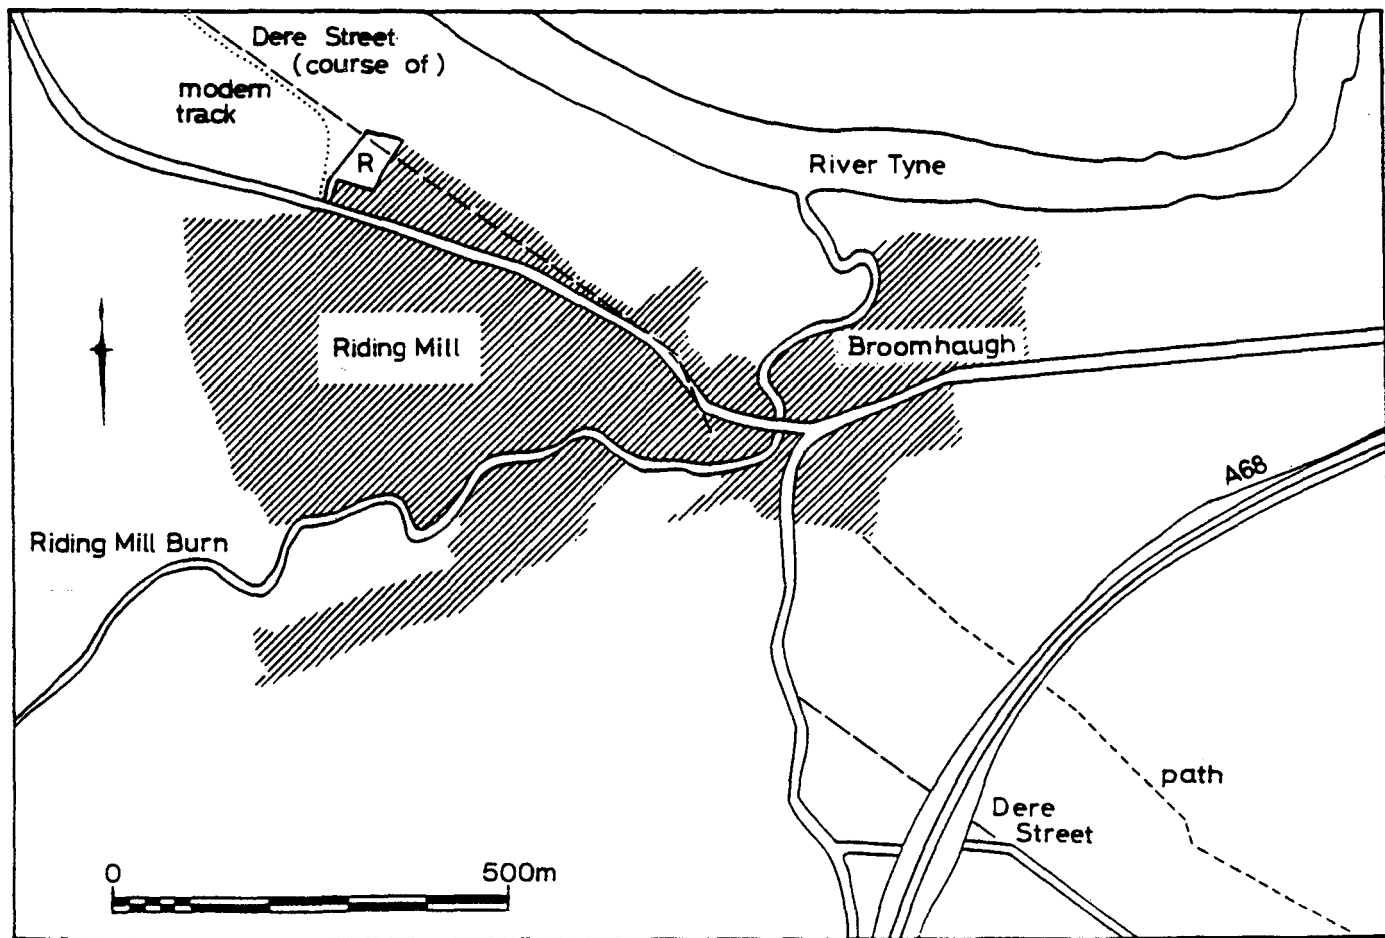 Dere Street
(course of)
modern
track
R
River Tyne
Riding Mill
Broomhaugh
A68
Riding Mill Burn
path
Dere
Street
0
500m